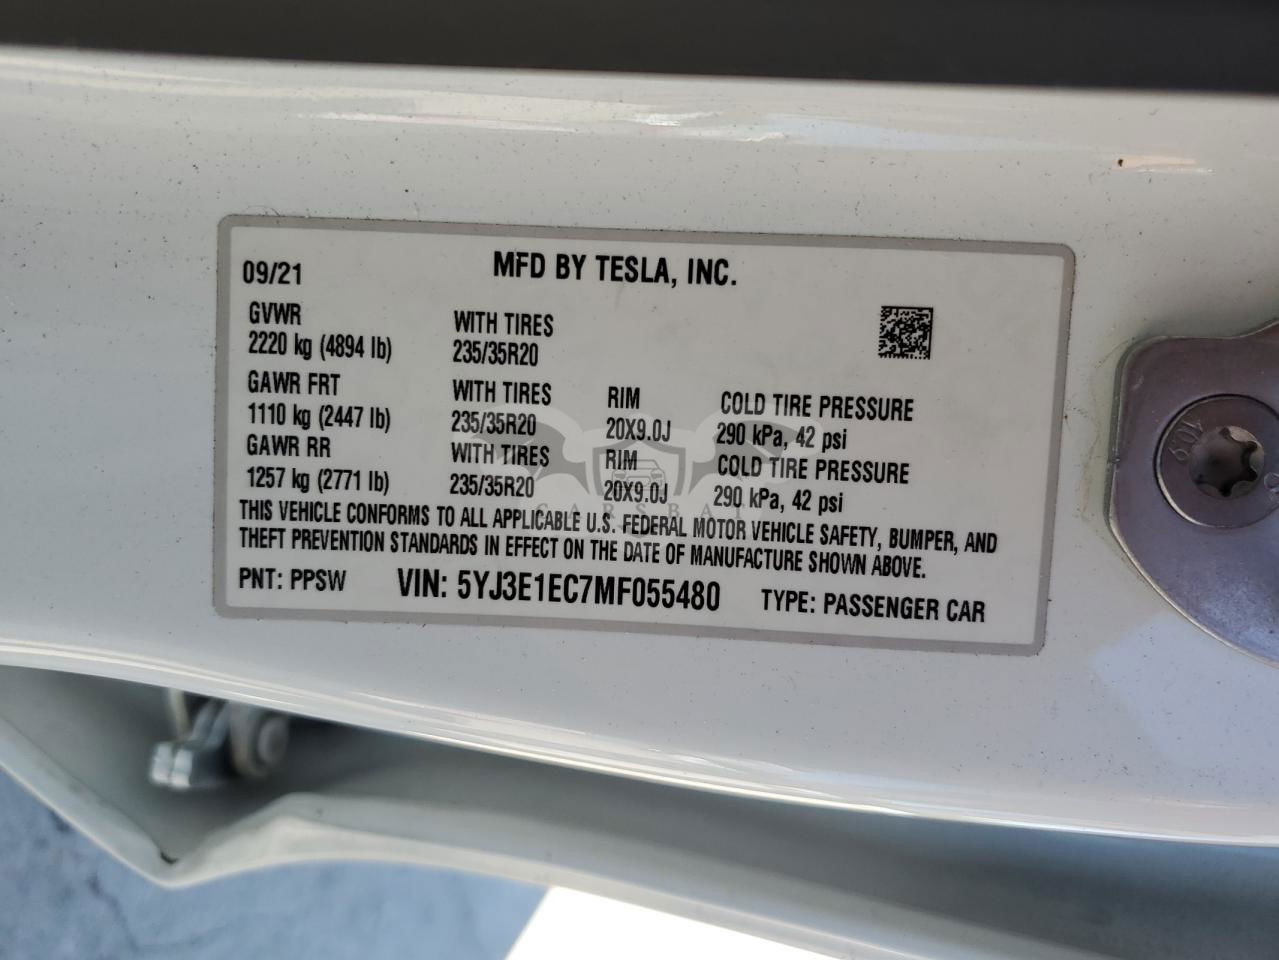 MFD BY TESLA, INC.
09/21
GVWR
2220 kg (4894 lb)
WITH TIRES
235/35R20
GAWR FRT
1110 kg (2447 lb)
WITH TIRES
235/35R20
RIM
20X9.0J
COLD TIRE PRESSURE
290 kPa, 42 psi
GAWR RR
1257 kg (2771 lb)
WITH TIRES
235/35R20
RIM
20X9.0J
COLD TIRE PRESSURE
290 kPa, 42 psi
THIS VEHICLE CONFORMS TO ALL APPLICABLE U.S. FEDERAL MOTOR VEHICLE SAFETY, BUMPER, AND
THEFT PREVENTION STANDARDS IN EFFECT ON THE DATE OF MANUFACTURE SHOWN ABOVE.
PNT: PPSW VIN: 5YJ3E1EC7MF055480 TYPE: PASSENGER CAR
CARSBAT